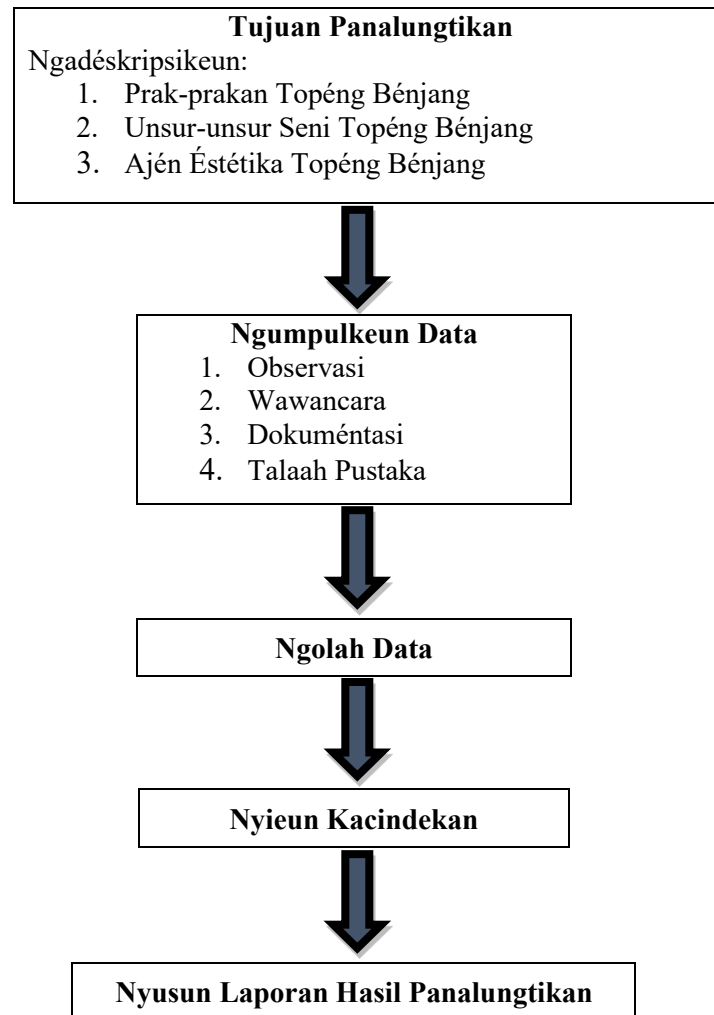 Tujuan Panalungtikan
Ngadéskripsikeun:
1. Prak-prakan Topéng Bénjang
2. Unsur-unsur Seni Topéng Bénjang
3. Ajén Éstétika Topéng Bénjang
Ngumpulkeun Data
1. Observasi
2. Wawancara
3. Dokuméntasi
4. Talaah Pustaka
Ngolah Data
Nyieun Kacindekan
Nyusun Laporan Hasil Panalungtikan